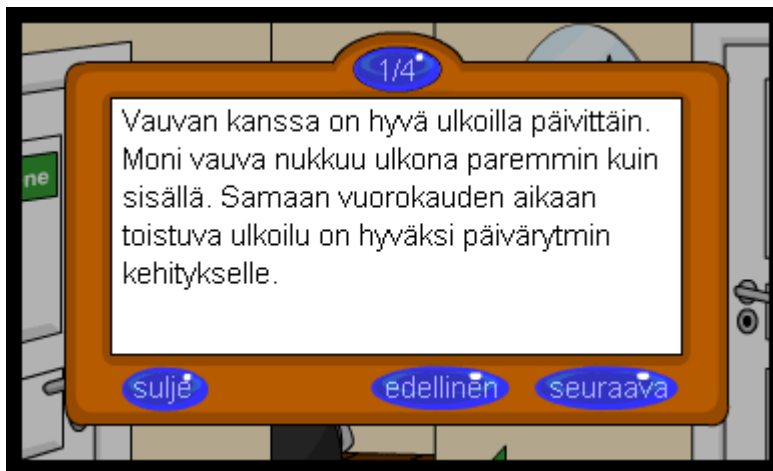 1/4
Vauvan kanssa on hyvä ulkoilla päivittäin.
Moni vauva nukkuu ulkona paremmin kuin
sisällä. Samaan vuorokauden aikaan
toistuva ulkoilu on hyväksi päivärytmin
kehitykselle.
ne
sulje
edellinen
seuraava